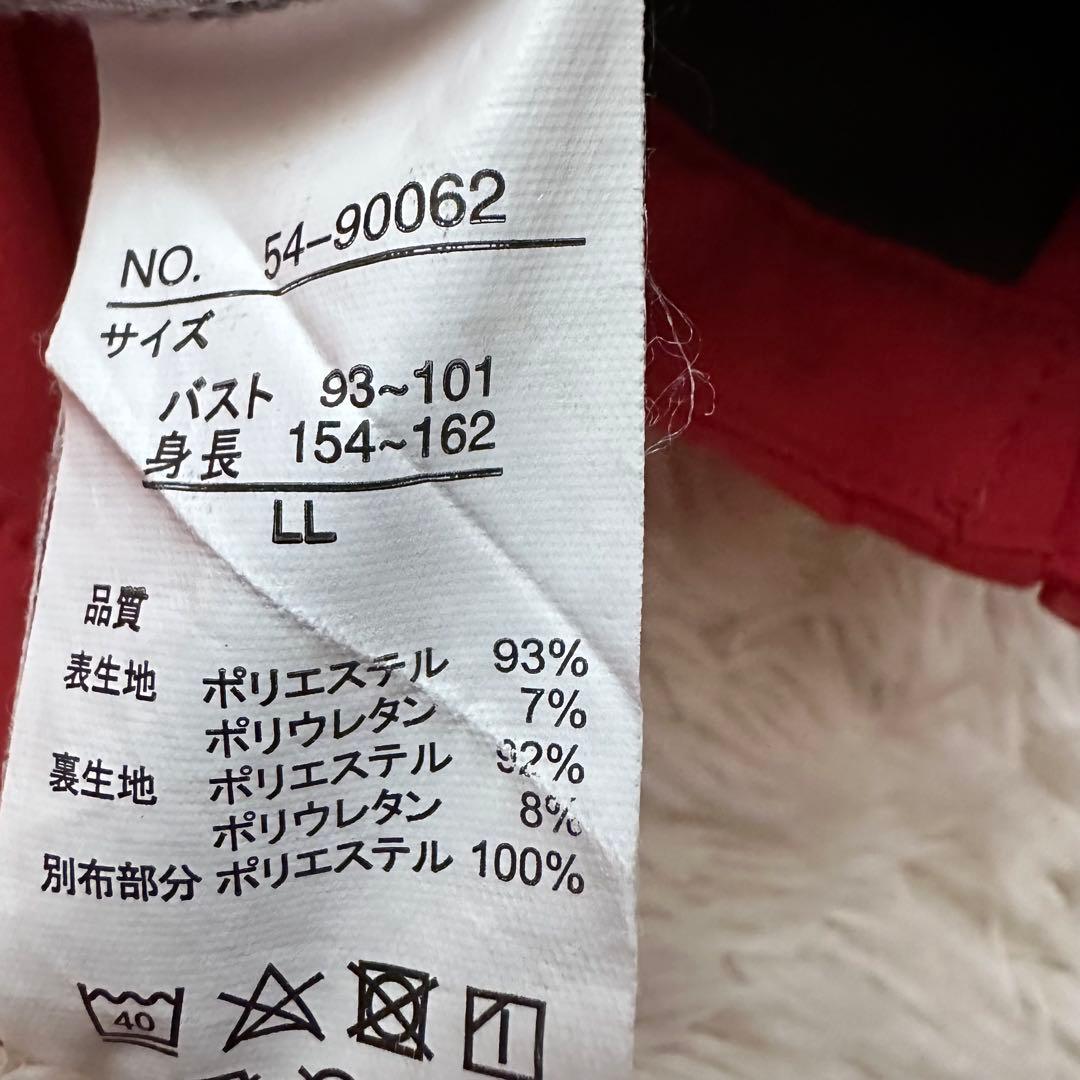 NO. 54-90062
サイズ
バスト 93~101
身長 154~162
LL
品質
表生地 ポリエステル 93%
ポリウレタン 7%
裏生地 ポリエステル 92%
ポリウレタン 8%
別布部分 ポリエステル 100%
40